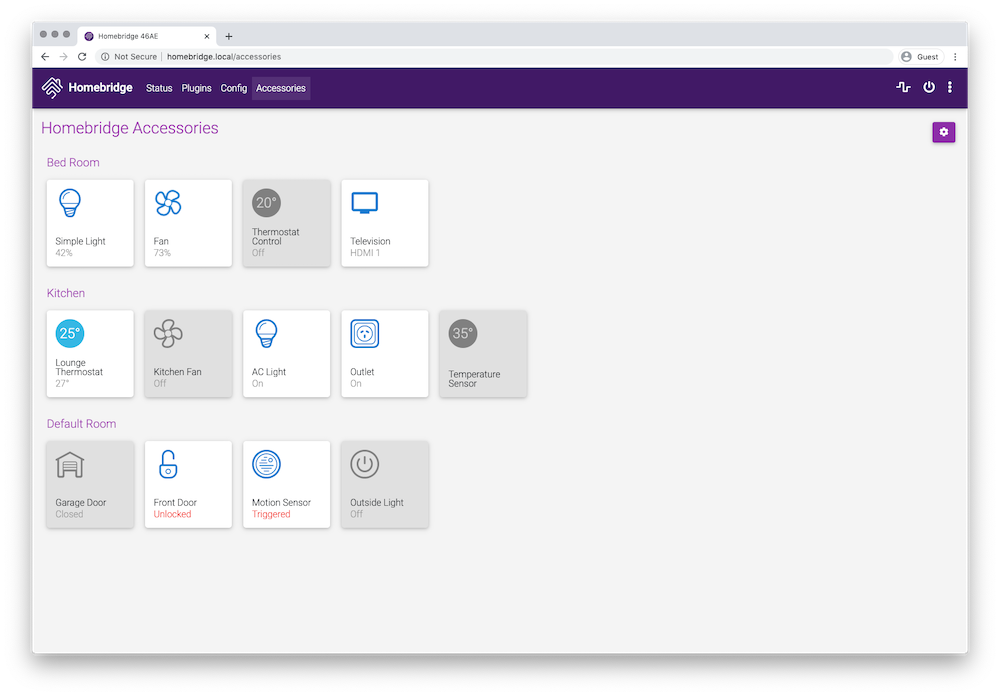 Homebridge 46AE
Not Secure | homebridge.local/accessories
Guest
Homebridge Status Plugins Config Accessories
Homebridge Accessories
Bed Room
Simple Light
42%
Fan
73%
20°
Thermostat
Control
Off
Television
HDMI 1
Kitchen
25°
Lounge
Thermostat
27°
Kitchen Fan
Off
AC Light
On
Outlet
On
35°
Temperature
Sensor
Default Room
Garage Door
Closed
Front Door
Unlocked
Motion Sensor
Triggered
Outside Light
Off